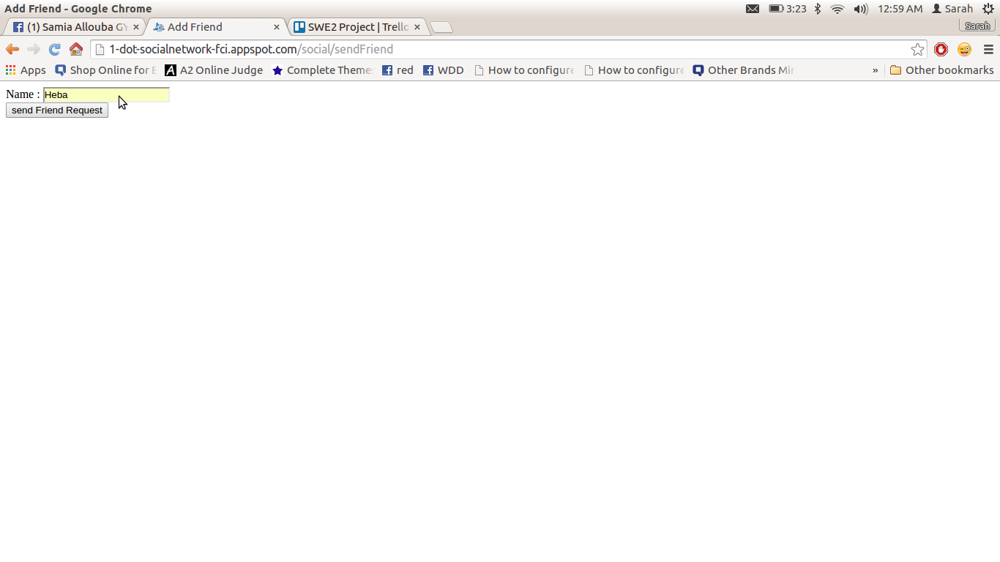 Add Friend - Google Chrome
3:23
12:59 AM
Sarah
(1) Samia Allouba GY
Add Friend
SWE2 Project | Trello
Sarah
1-dot-socialnetwork-fci.appspot.com/social/sendFriend
Apps
Shop Online for E
A2 Online Judge
Complete Themes
red
WDD
How to configure
How to configure
Other Brands Mir
»
Other bookmarks
Name :
Heba
send Friend Request